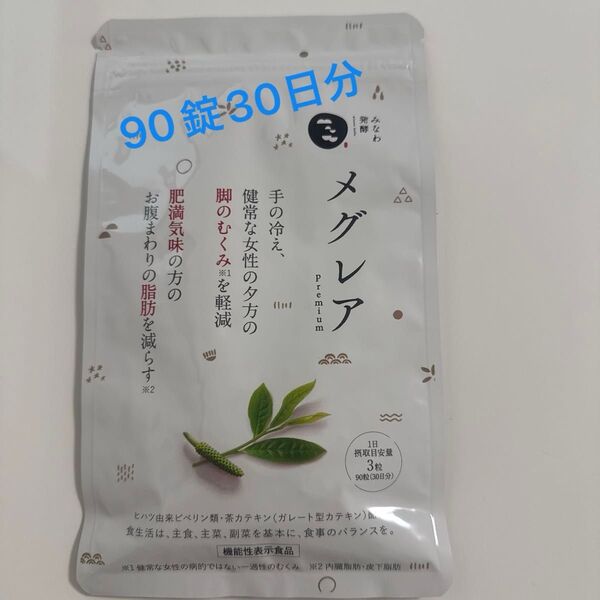 90錠30日分
みなわ
発酵
メグレア
premium
手の冷え、
健常な女性の夕方の
脚のむくみ※1を軽減
肥満気味の方の
お腹まわりの脂肪を減らす※2
1日
摂取目安量
3粒
90粒(30日分)
ヒハツ由来ピペリン類・茶カテキン(ガレート型カテキン)
食生活は、主食、主菜、副菜を基本に、食事のバランスを。
機能性表示食品
※1 健常な女性の病的ではない一過性のむくみ ※2 内臓脂肪・皮下脂肪